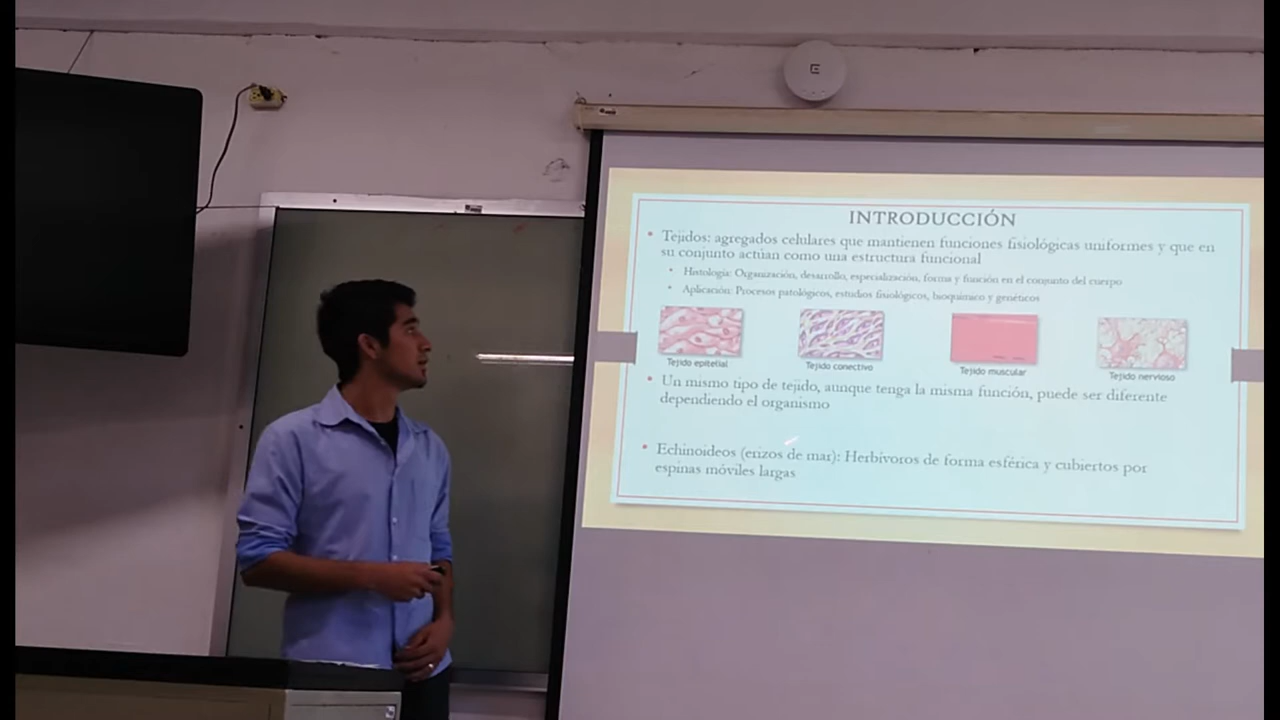 INTRODUCCIÓN
Tejidos: agregados celulares que mantienen funciones fisiológicas uniformes y que en
su conjunto actúan como una estructura funcional
Histología: Organización, desarrollo, especialización, forma y función en el conjunto del cuerpo
Aplicación: Procesos patológicos, estudios fisiológicos, bioquímico y genéticos
Tejido epitelial
Tejido conectivo
Tejido muscular
Tejido nervioso
Un mismo tipo de tejido, aunque tenga la misma función, puede ser diferente
dependiendo el organismo
Echinoideos (erizos de mar): Herbívoros de forma esférica y cubiertos por
espinas móviles largas